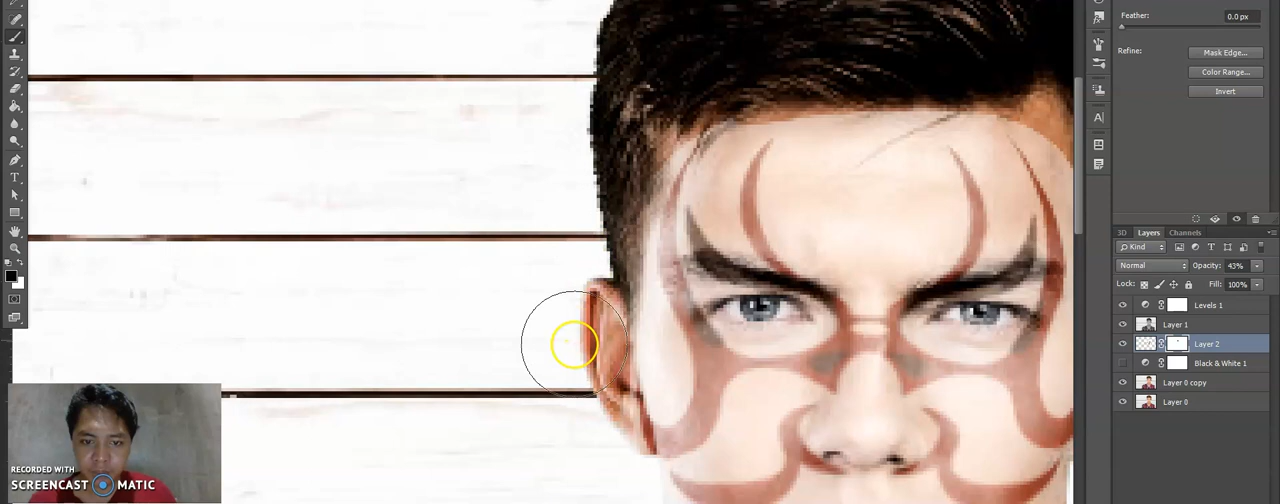 Feather:
0.0 px
Refine:
Mask Edge...
Color Range...
Invert
3D Layers Channels
Kind
Normal Opacity: 43%
Lock: Fill: 100%
Levels 1
Layer 1
Layer 2
Black & White 1
Layer 0 copy
Layer 0
RECORDED WITH
SCREENCAST MATIC